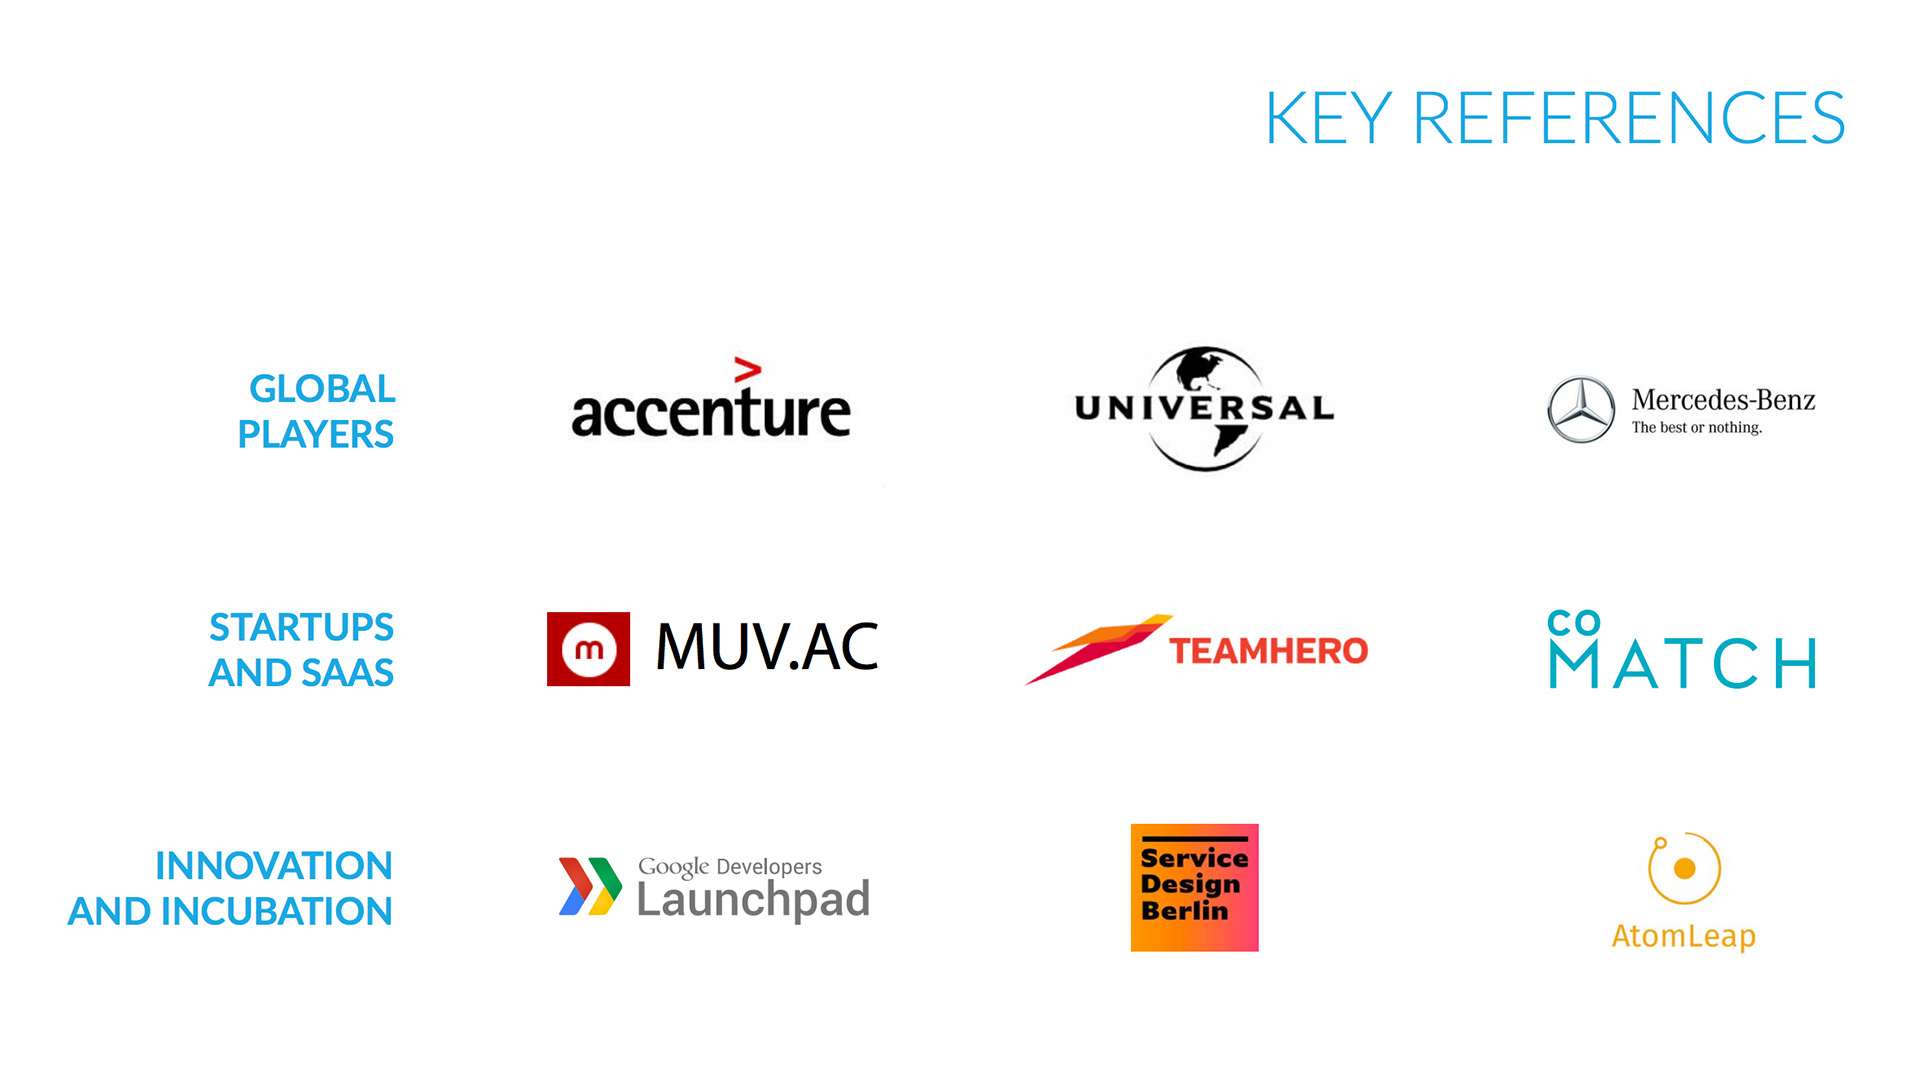 KEY REFERENCES
GLOBAL
PLAYERS
accenture
UNIVERSAL
Mercedes-Benz
The best or nothing.
STARTUPS
AND SAAS
m
MUV.AC
TEAMHERO
CO
MATCH
INNOVATION
AND INCUBATION
Google Developers
Launchpad
Service
Design
Berlin
AtomLeap